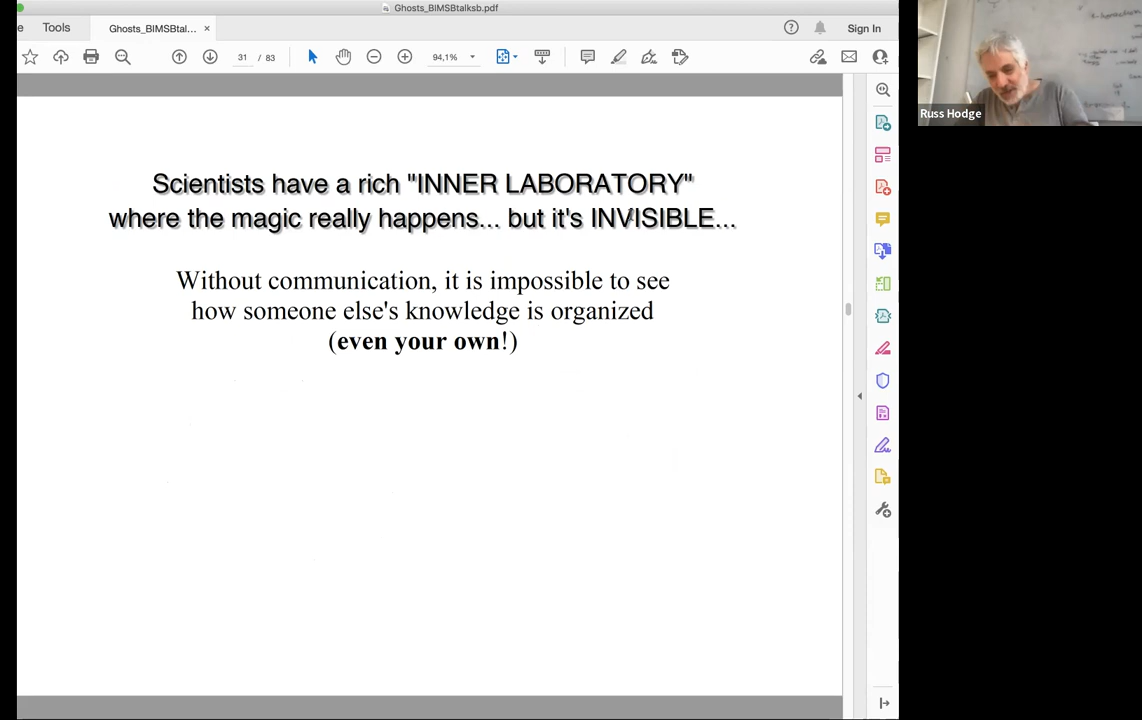 Ghosts_BIMSBtalksb.pdf
e
Tools
Ghosts_BIMSBtal... ×
Sign In
31 / 83
94,1%
Russ Hodge
Scientists have a rich "INNER LABORATORY"
where the magic really happens... but it's INVISIBLE...
Without communication, it is impossible to see
how someone else's knowledge is organized
(even your own!)